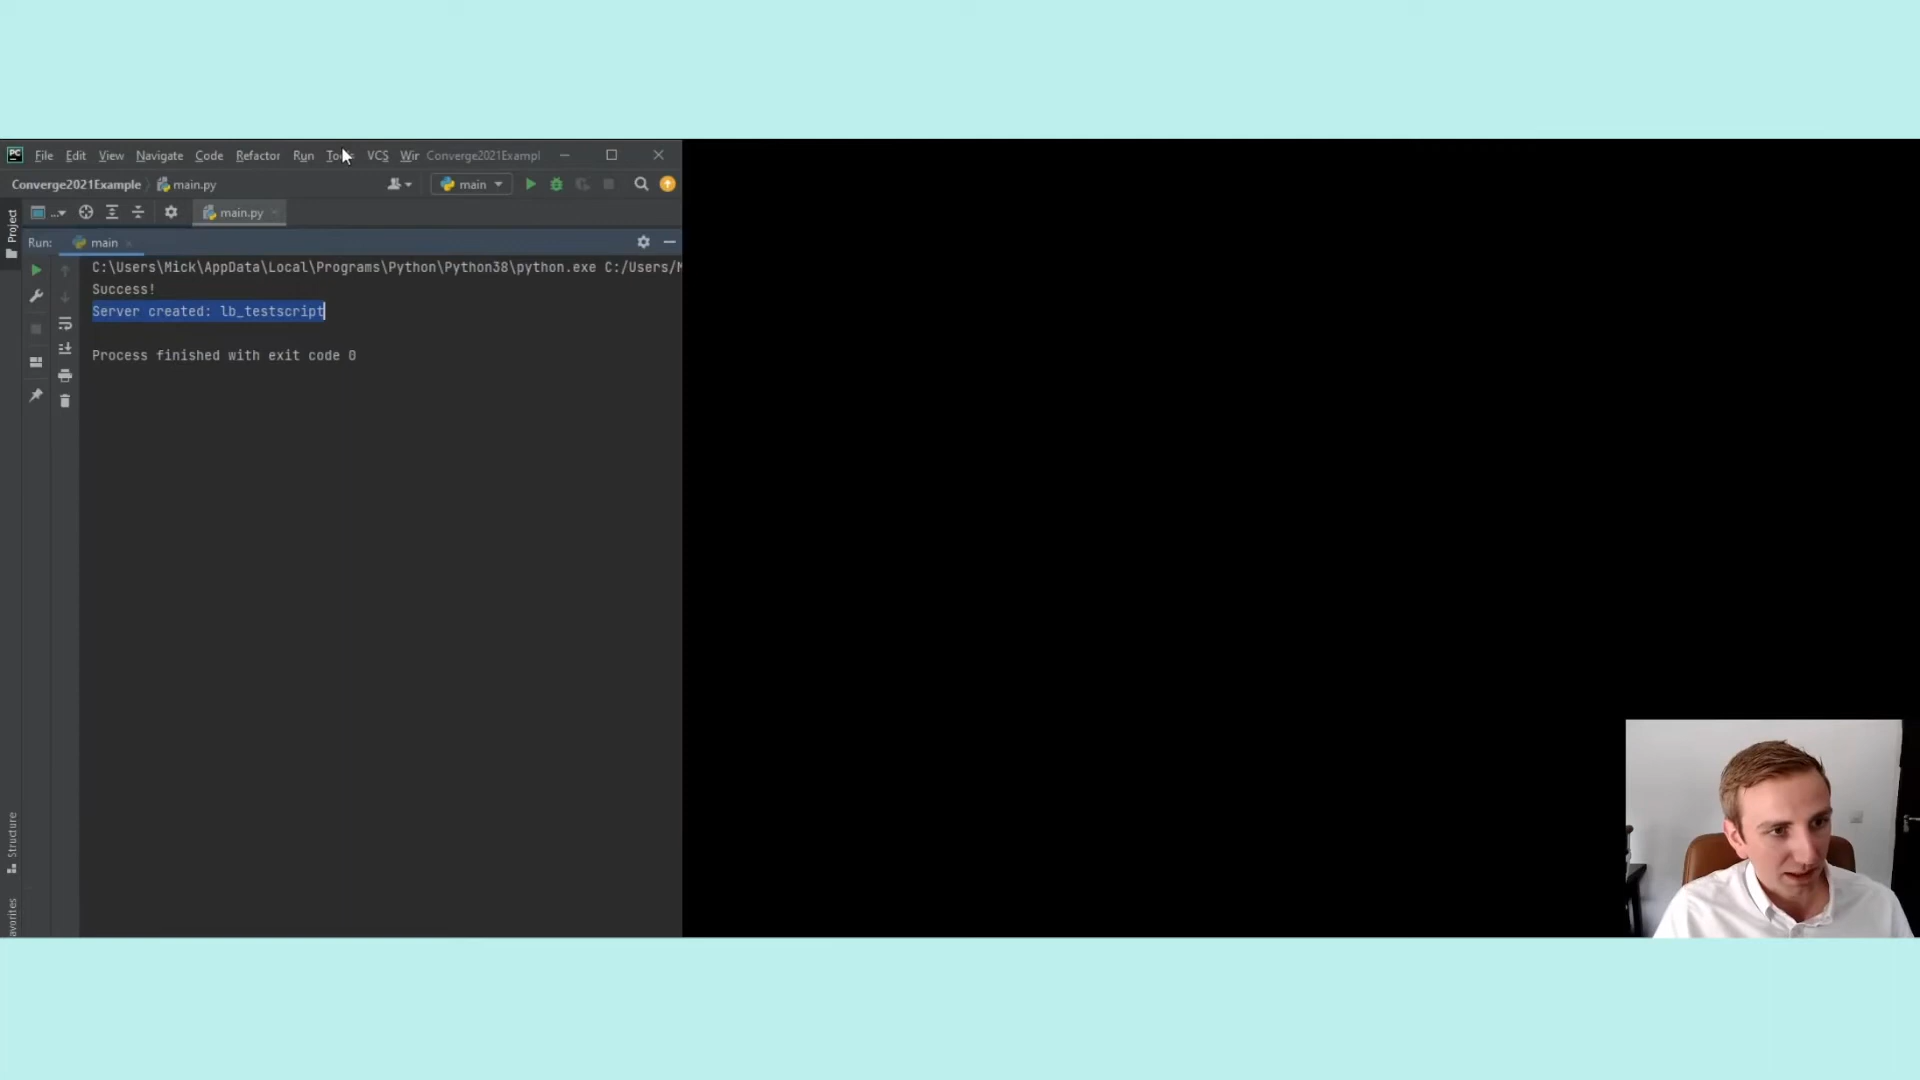 PC File Edit View Navigate Code Refactor Run VCS Converge2021Exampl
Converge2021Example main.py main
Project
... main.py
Run: main
C:\Users\Mick\AppData\Local\Programs\Python\Python38\python.exe C:/Users/
Success!
Server created: lb_testscript
Process finished with exit code 0
Structure
avorites